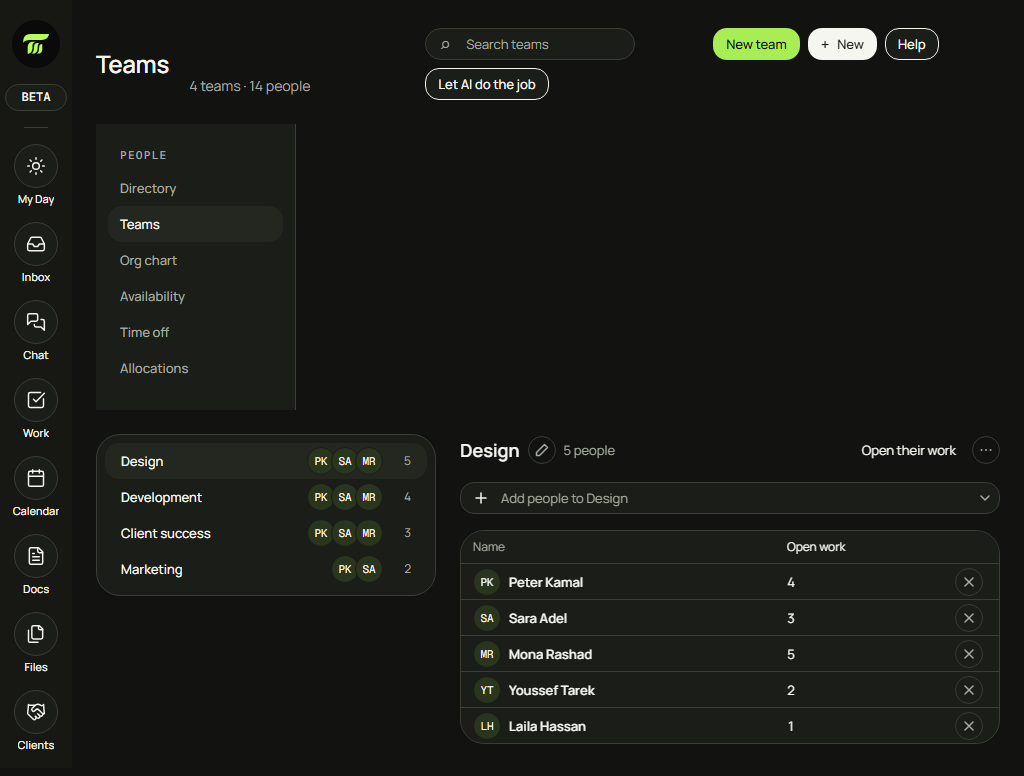 BETA
My Day
Inbox
Chat
Work
Calendar
Docs
Files
Clients
Teams
4 teams · 14 people
Search teams
New team
+ New
Help
Let AI do the job
PEOPLE
Directory
Teams
Org chart
Availability
Time off
Allocations
Design PK SA MR 5
Development PK SA MR 4
Client success PK SA MR 3
Marketing PK SA 2
Design 5 people Open their work
Add people to Design
Name Open work
PK Peter Kamal 4
SA Sara Adel 3
MR Mona Rashad 5
YT Youssef Tarek 2
LH Laila Hassan 1